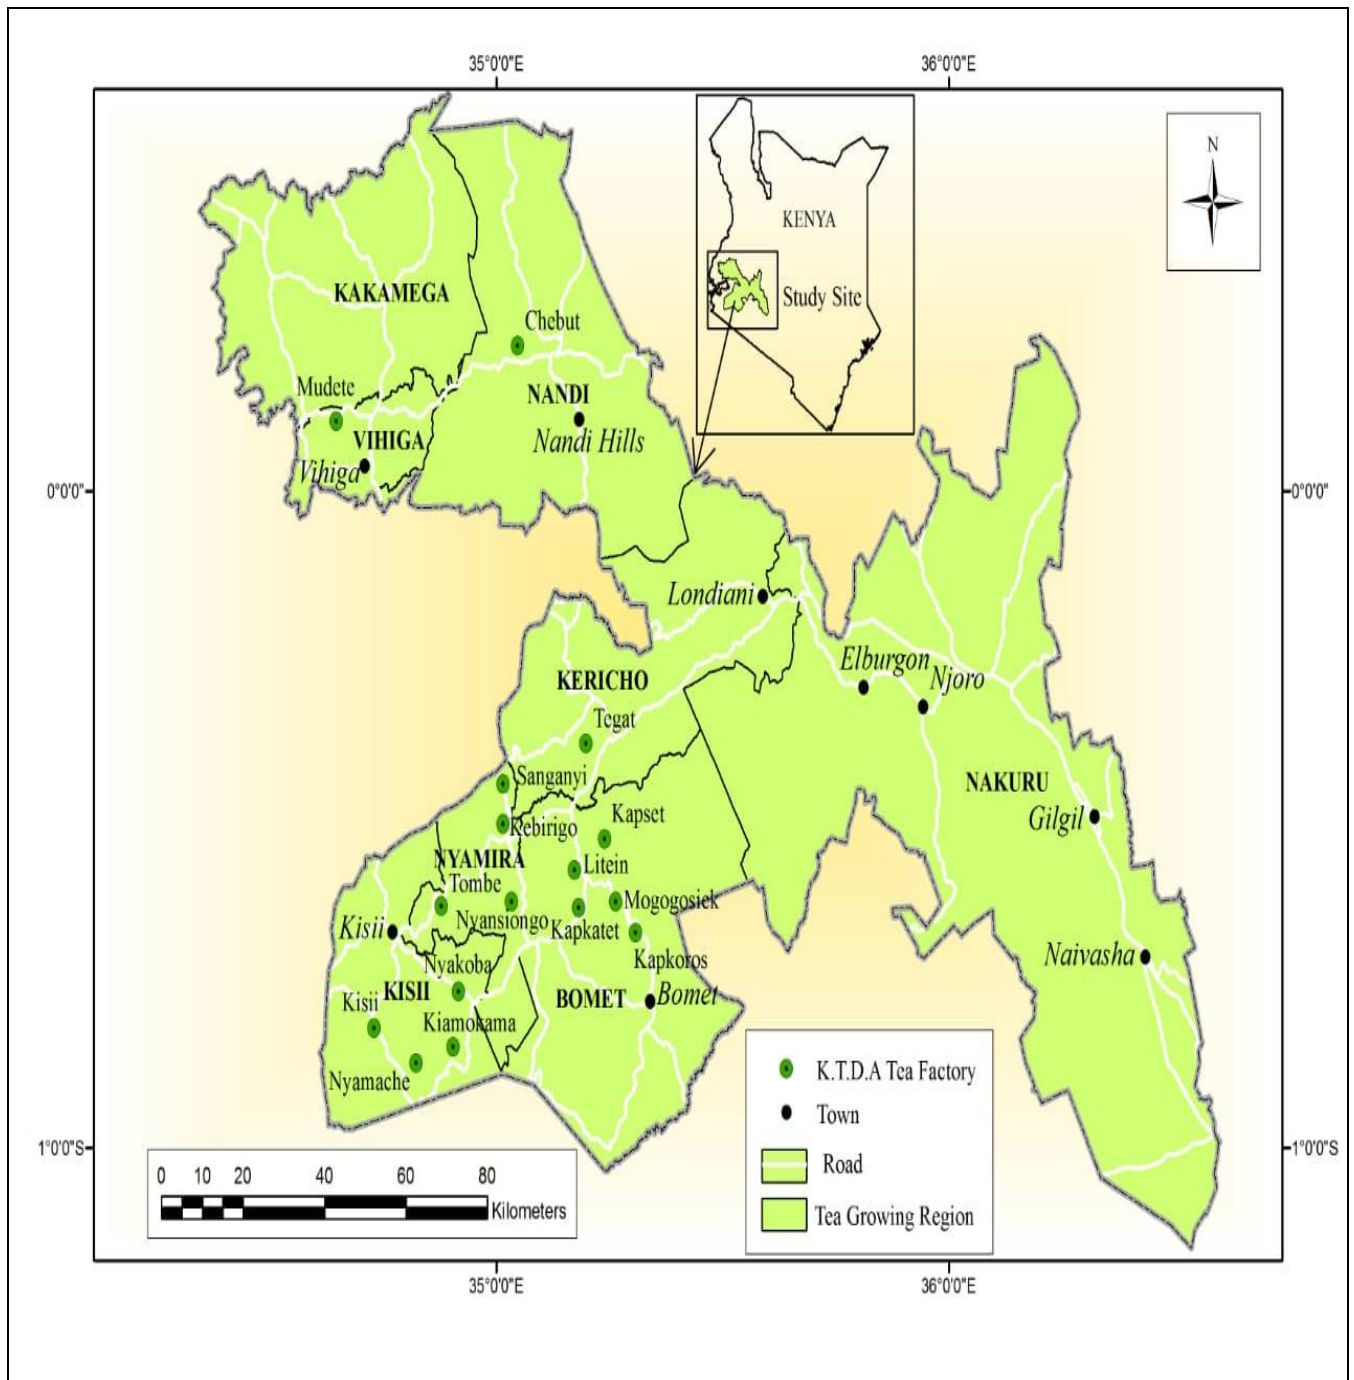 35°0'0"E
36°0'0"E
N
KENYA
Study Site
KAKAMEGA
Chebut
Mudete
NANDI
VIHIGA
Nandi Hills
Vihiga
0°0'0"
0°0'0"
Londiani
Elburgon
Njoro
KERICHO
Tegat
Sanganyi
NAKURU
Kapset
Gilgil
Kebirigo
NYAMIRA
Litein
Tombe
Mogogosiek
Nyansiongo
Kapkatet
Kisii
Kapkoros
Naivasha
Nyakoba
KISII
BOMET
Bomet
Kisii
Kiamokama
Nyamache
K.T.D.A Tea Factory
Town
Road
Tea Growing Region
1°0'0"S
1°0'0"S
0 10 20 40 60 80
Kilometers
35°0'0"E
36°0'0"E